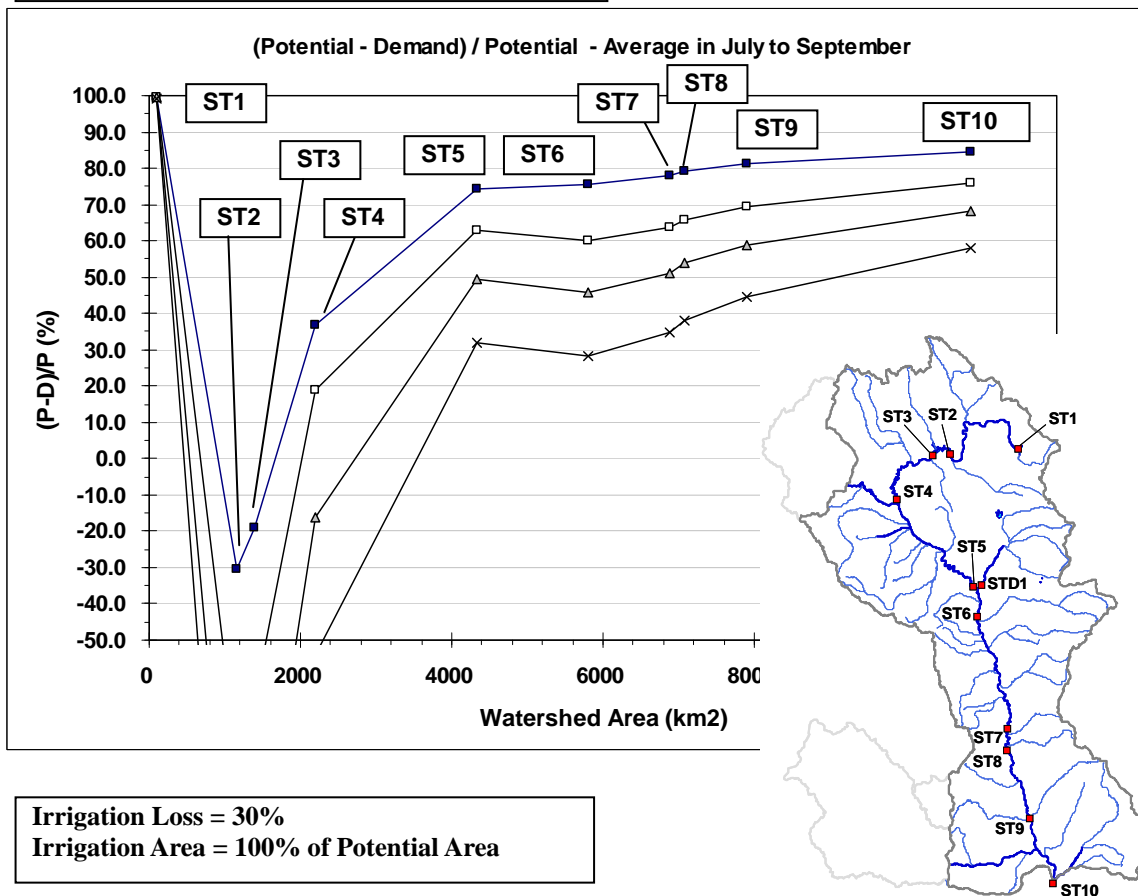 (Potential - Demand) / Potential - Average in July to September
100.0
90.0
80.0
70.0
60.0
50.0
40.0
30.0
20.0
10.0
0.0
-10.0
-20.0
-30.0
-40.0
-50.0
(P-D)/P (%)
ST1
ST2
ST3
ST4
ST5
ST6
ST7
ST8
ST9
ST10
0
2000
4000
6000
800
Watershed Area (km2)
ST3
ST2
ST1
ST4
ST5
STD1
ST6
ST7
ST8
ST9
ST10
Irrigation Loss = 30%
Irrigation Area = 100% of Potential Area